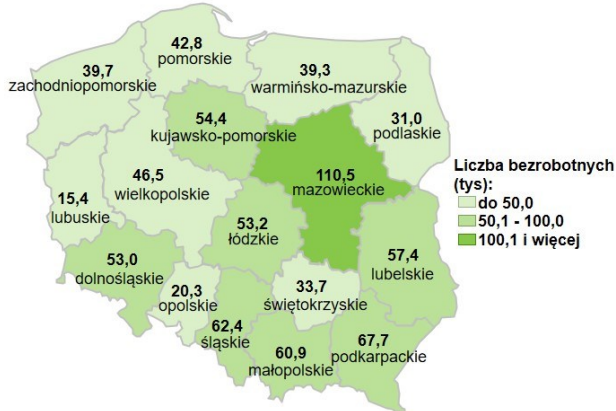 42,8
pomorskie
39,7
zachodniopomorskie
39,3
warmińsko-mazurskie
31,0
podlaskie
54,4
kujawsko-pomorskie
110,5
mazowieckie
46,5
wielkopolskie
15,4
lubuskie
53,2
łódzkie
53,0
dolnośląskie
57,4
lubelskie
20,3
opolskie
33,7
świętokrzyskie
62,4
śląskie
60,9
małopolskie
67,7
podkarpackie
Liczba bezrobotnych
(tys):
do 50,0
50,1 - 100,0
100,1 i więcej